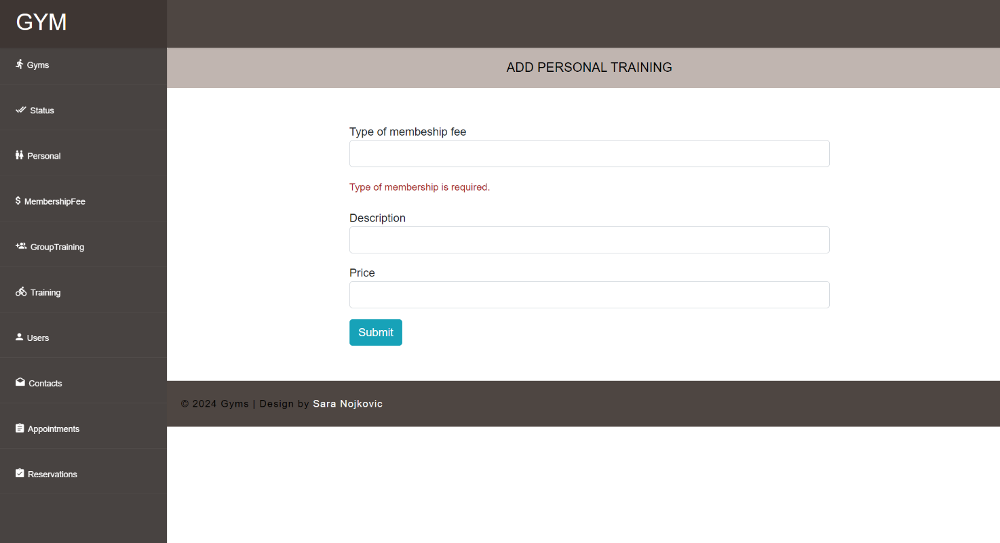 GYM
Gyms
Status
Personal
MembershipFee
GroupTraining
Training
Users
Contacts
Appointments
Reservations
ADD PERSONAL TRAINING
Type of membeship fee
Type of membership is required.
Description
Price
Submit
© 2024 Gyms | Design by Sara Nojkovic